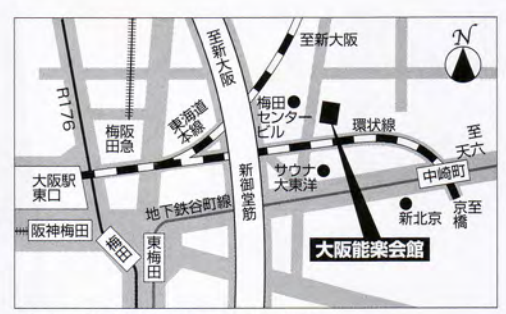 至新大阪
至新大阪
N
R176
阪急
梅田
東海道
本線
梅田
センター
ビル
環状線
至
天六
大阪駅
東口
新御堂筋
サウナ
大東洋
中崎町
地下鉄谷町線
新北京
至
京橋
阪神梅田
梅田
東梅田
大阪能楽会館